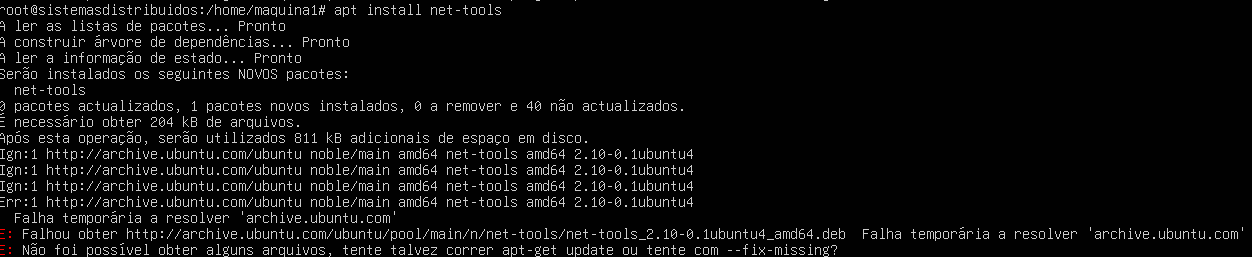 root@sistemasdistribuidos:/home/maquina1# apt install net-tools
A ler as listas de pacotes... Pronto
A construir árvore de dependências... Pronto
A ler a informação de estado... Pronto
Serão instalados os seguintes NOVOS pacotes:
  net-tools
0 pacotes actualizados, 1 pacotes novos instalados, 0 a remover e 40 não actualizados.
É necessário obter 204 kB de arquivos.
Após esta operação, serão utilizados 811 kB adicionais de espaço em disco.
Ign:1 http://archive.ubuntu.com/ubuntu noble/main amd64 net-tools amd64 2.10-0.1ubuntu4
Ign:1 http://archive.ubuntu.com/ubuntu noble/main amd64 net-tools amd64 2.10-0.1ubuntu4
Ign:1 http://archive.ubuntu.com/ubuntu noble/main amd64 net-tools amd64 2.10-0.1ubuntu4
Err:1 http://archive.ubuntu.com/ubuntu noble/main amd64 net-tools amd64 2.10-0.1ubuntu4
  Falha temporária a resolver 'archive.ubuntu.com'
E: Falhou obter http://archive.ubuntu.com/ubuntu/pool/main/n/net-tools/net-tools_2.10-0.1ubuntu4_amd64.deb  Falha temporária a resolver 'archive.ubuntu.com'
E: Não foi possível obter alguns arquivos, tente talvez correr apt-get update ou tente com --fix-missing?